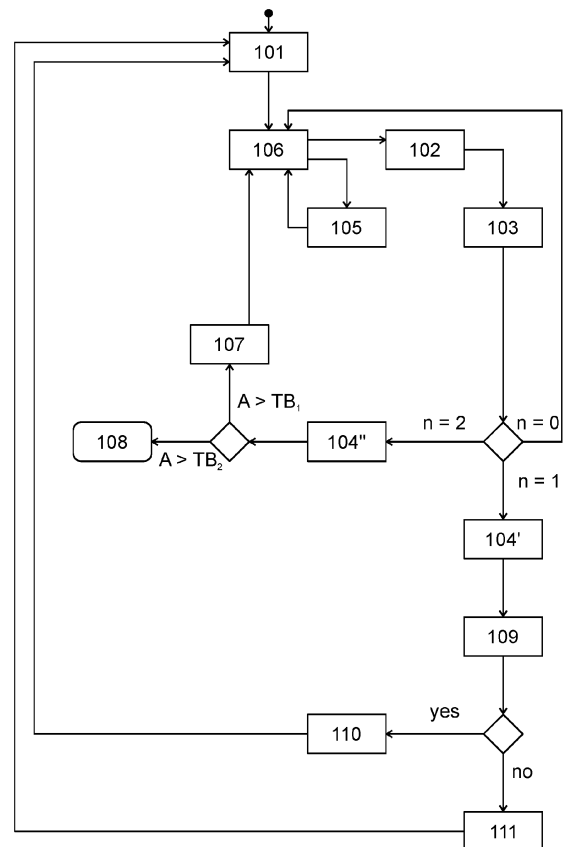 101
106
102
105
103
107
A > TB₁
n = 2
n = 0
108
104"
A > TB₂
n = 1
104'
109
yes
110
no
111